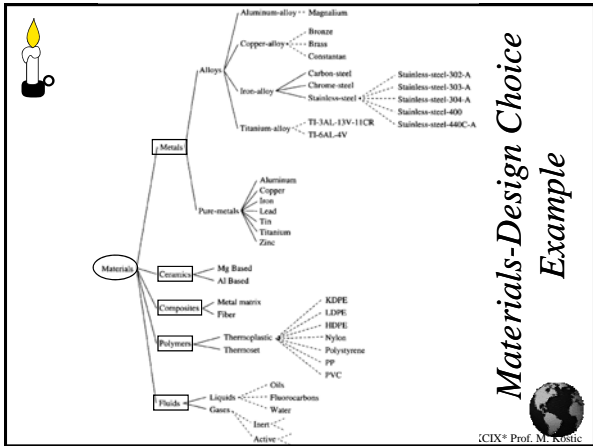 Aluminum-alloy
Magnalium
Bronze
Copper-alloy
Brass
Constantan
Alloys
Carbon-steel
Chrome-steel
Iron-alloy
Stainless-steel
Stainless-steel-302-A
Stainless-steel-303-A
Stainless-steel-304-A
Stainless-steel-400
Stainless-steel-440C-A
Titanium-alloy
TI-3AL-13V-11CR
TI-6AL-4V
Metals
Aluminum
Copper
Iron
Pure-metals
Lead
Tin
Titanium
Zinc
Materials
Ceramics
Mg Based
Al Based
Composites
Metal matrix
Fiber
Polymers
Thermoplastic
Thermoset
KDPE
LDPE
HDPE
Nylon
Polystyrene
PP
PVC
Fluids
Liquids
Gases
Oils
Fluorocarbons
Water
Inert
Active
Materials-Design Choice
Example
CIX* Prof. M. Kostic